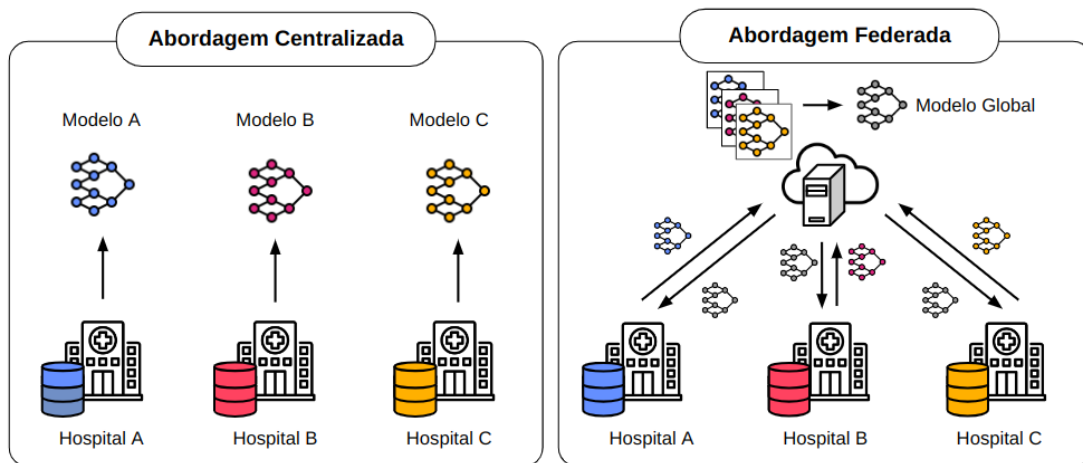 Abordagem Centralizada
Modelo A
Modelo B
Modelo C
Hospital A
Hospital B
Hospital C
Abordagem Federada
Modelo Global
Hospital A
Hospital B
Hospital C